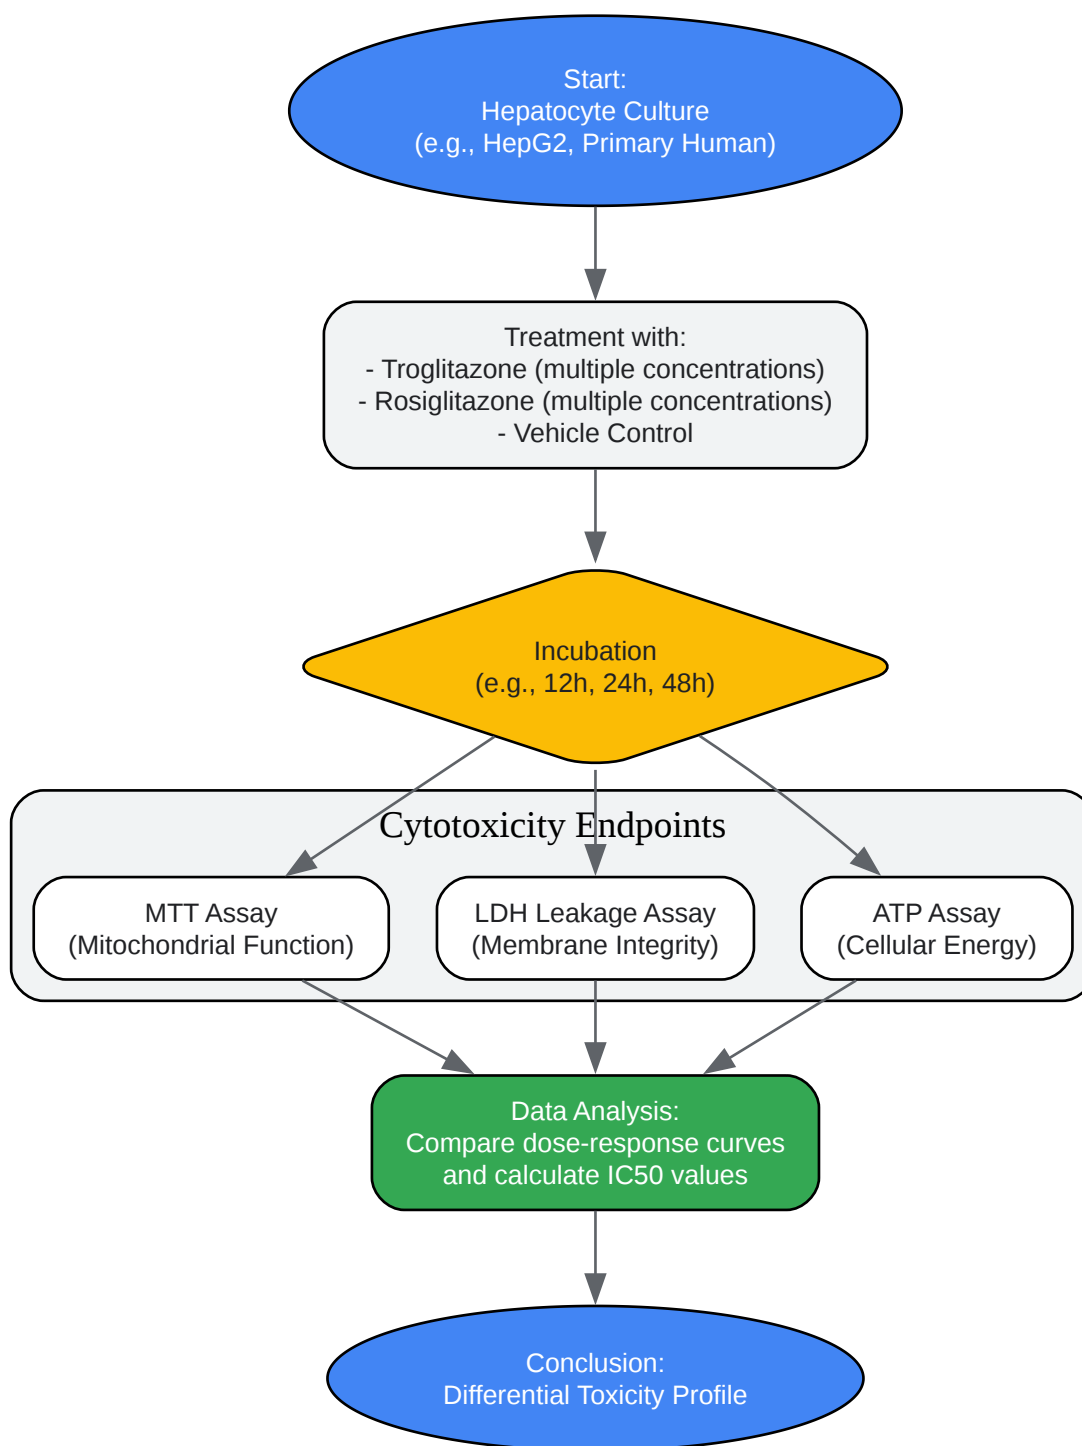 Start:
Hepatocyte Culture
(e.g., HepG2, Primary Human)
Treatment with:
- Troglitazone (multiple concentrations)
- Rosiglitazone (multiple concentrations)
- Vehicle Control
Incubation
(e.g., 12h, 24h, 48h)
Cytotoxicity Endpoints
MTT Assay
(Mitochondrial Function)
LDH Leakage Assay
(Membrane Integrity)
ATP Assay
(Cellular Energy)
Data Analysis:
Compare dose-response curves
and calculate IC50 values
Conclusion:
Differential Toxicity Profile